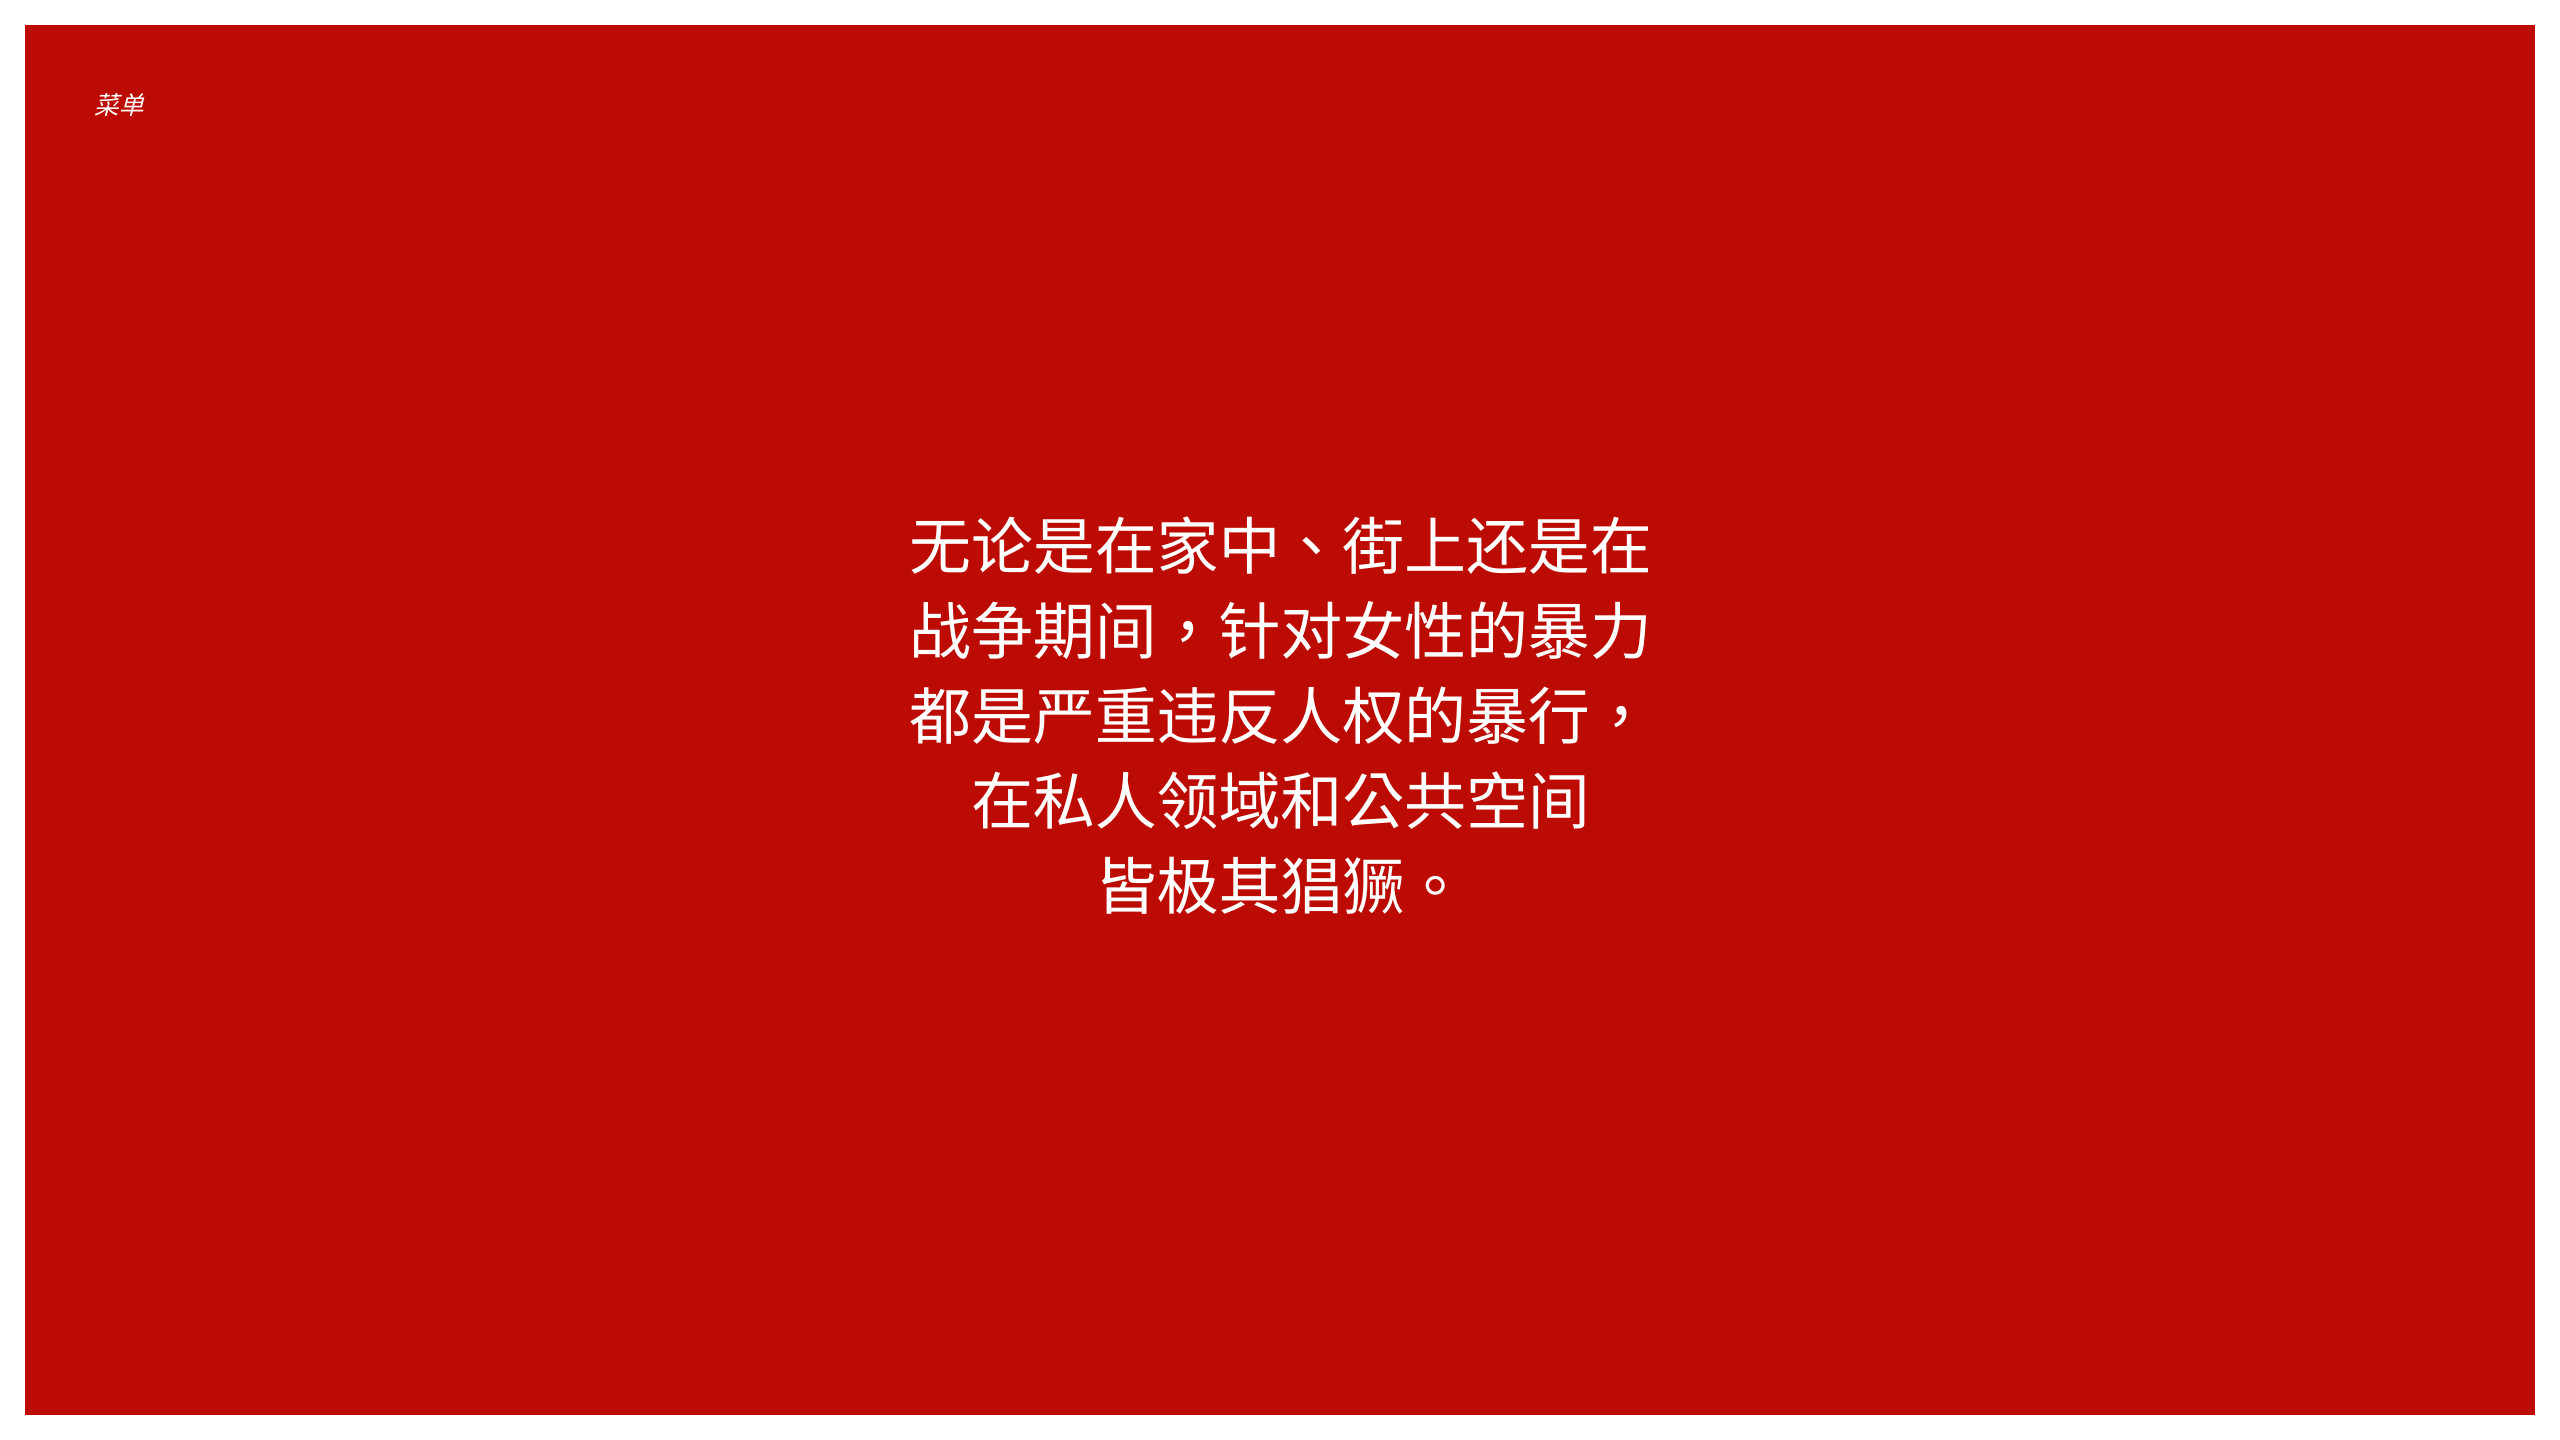 菜单
无论是在家中、街上还是在
战争期间，针对女性的暴力
都是严重违反人权的暴行，
在私人领域和公共空间
皆极其猖獗。